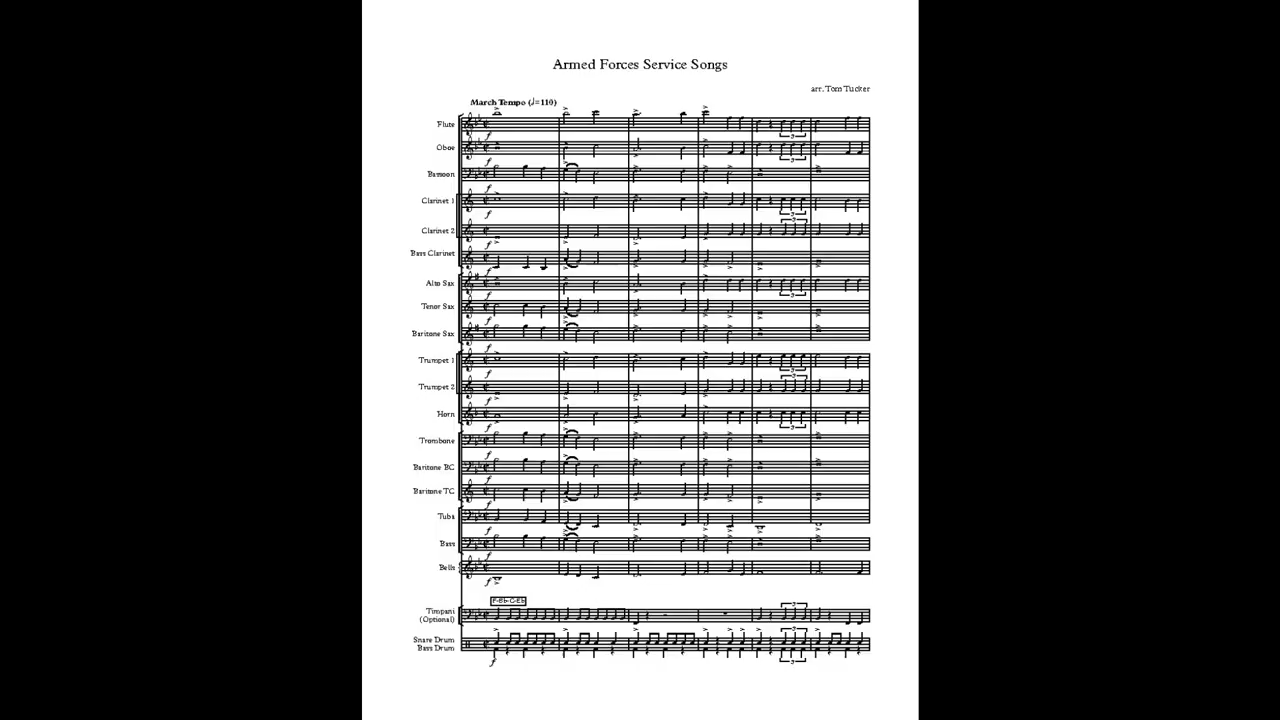 Armed Forces Service Songs
arr. Tom Tucker
March Tempo (♩=110)
Flute
Oboe
Bassoon
Clarinet 1
Clarinet 2
Bass Clarinet
Alto Sax
Tenor Sax
Baritone Sax
Trumpet 1
Trumpet 2
Horn
Trombone
Baritone BC
Baritone TC
Tuba
Bass
Bells
Timpani
(Optional)
Snare Drum
Bass Drum